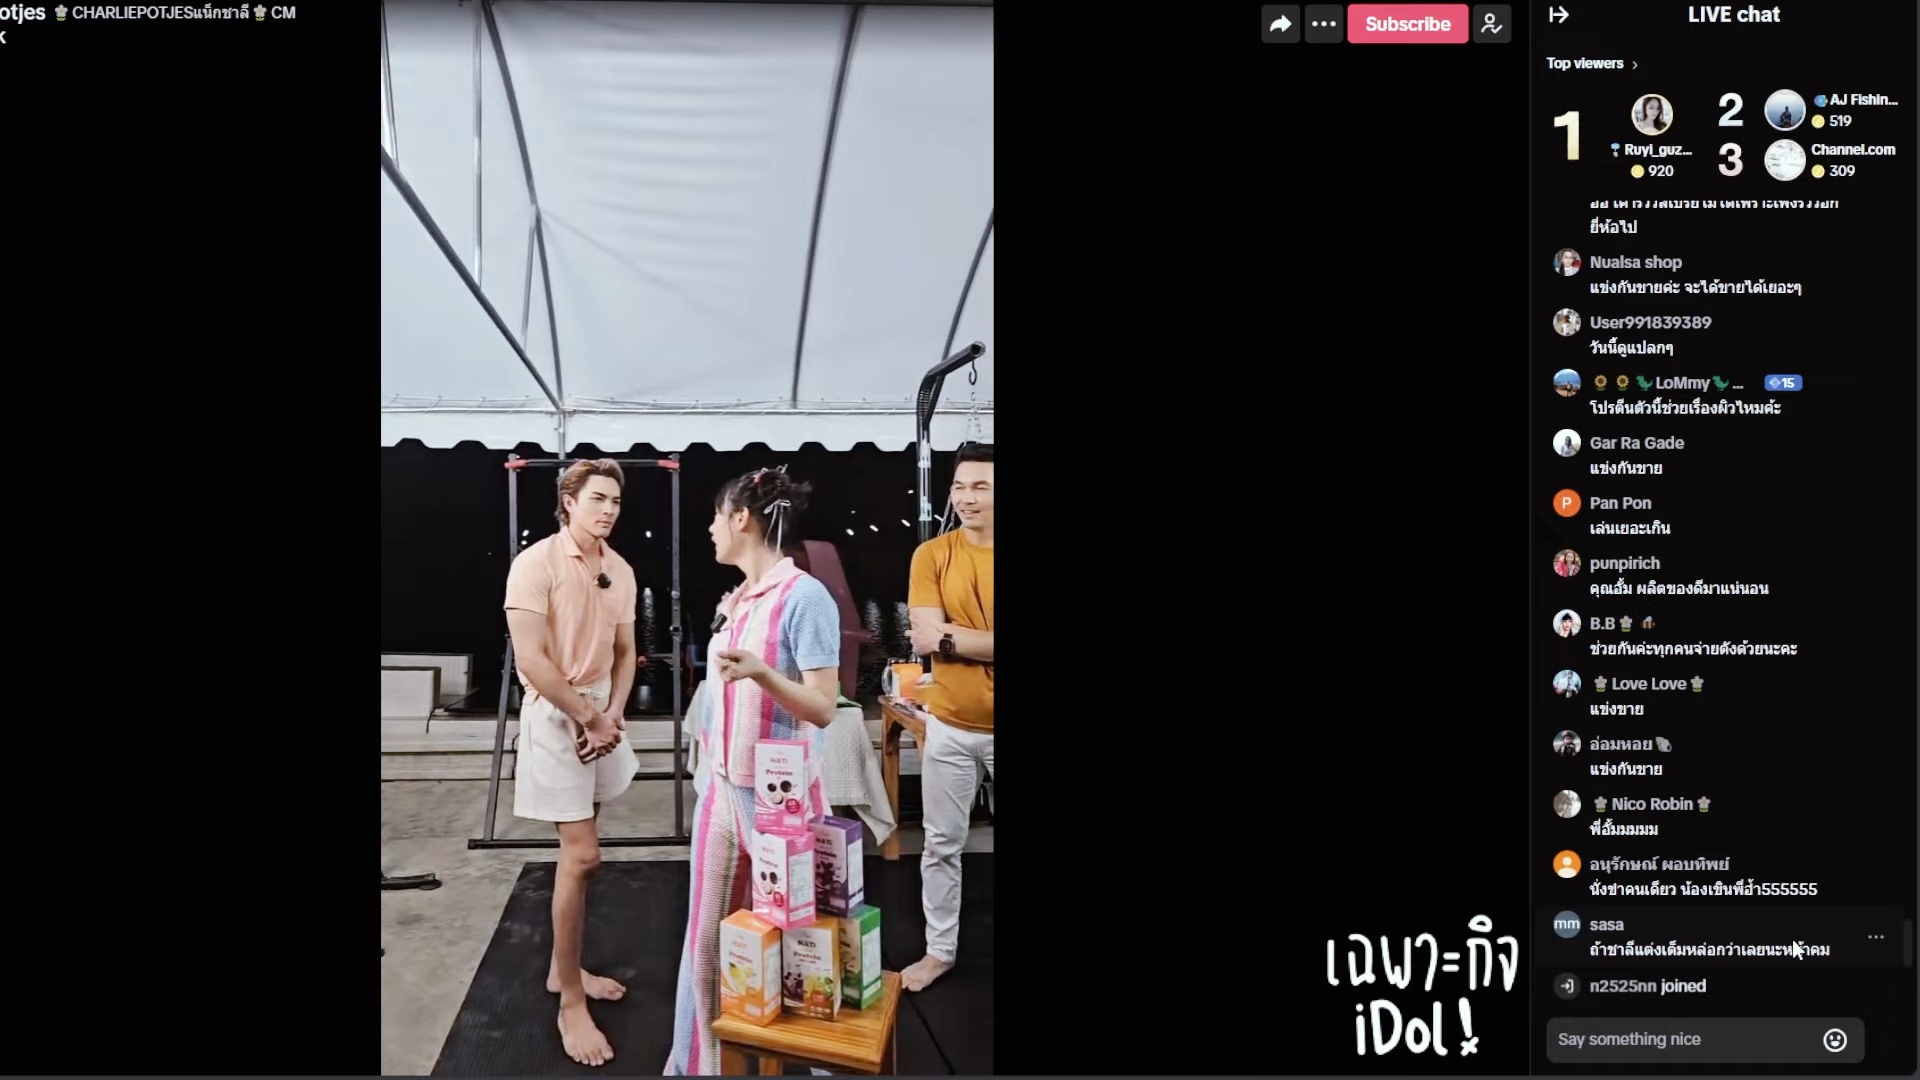 otjes CHARLIEPOTJESแน็กชาลี CM
k
Subscribe
LIVE chat
Top viewers
1
Ruyi_guz...
920
2
AJ Fishin...
519
3
Channel.com
309
ยี่ห้อไป
Nualsa shop
แข่งกันขายค่ะ จะได้ขายได้เยอะๆ
User991839389
วันนี้ดูแปลกๆ
LoMmy ... 15
โปรตีนตัวนี้ช่วยเรื่องผิวไหมค้ะ
Gar Ra Gade
แข่งกันขาย
P Pan Pon
เล่นเยอะเกิน
punpirich
คุณอั้ม ผลิตของดีมาแน่นอน
B.B
ช่วยกันค่ะทุกคนจ่ายตังด้วยนะคะ
Love Love
แข่งขาย
อ่อมหอย
แข่งกันขาย
Nico Robin
พี่อั้มมมมม
อนุรักษณ์ ผอบทิพย์
นั่งขำคนเดียว น้องเขินพี่อ้ำ555555
mm sasa
ถ้าชาลีแต่งเต็มหล่อกว่าเลยนะหน้าคม
n2525nn joined
Say something nice
NATI
Protein
NATI
Protein
NATI
NATI
NATI
Protein
เฉพาะกิจ
iDol!